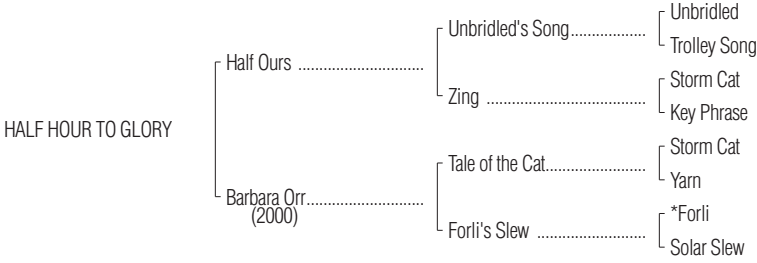 Unbridled
Unbridled's Song..................
Trolley Song
Half Ours .............................
Storm Cat
Zing ......................................
Key Phrase
HALF HOUR TO GLORY
Storm Cat
Tale of the Cat........................
Yarn
Barbara Orr...........................
(2000)
*Forli
Forli's Slew ..........................
Solar Slew